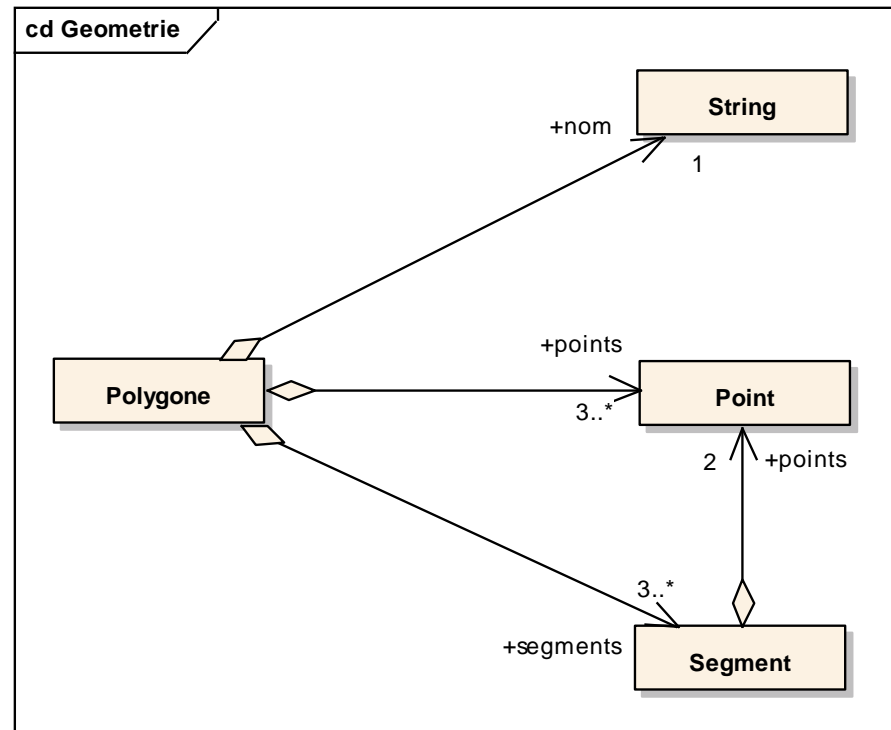 cd Geometrie
String
+nom
1
+points
Polygone
Point
3..*
2
+points
3..*
+segments
Segment